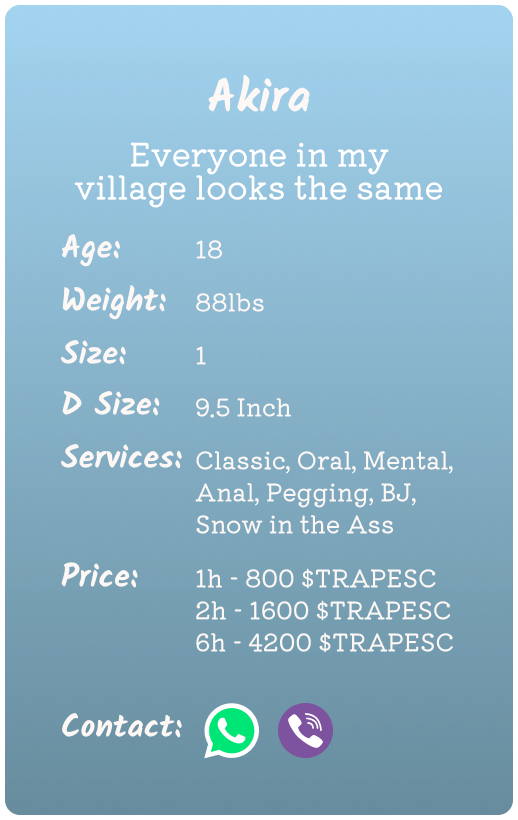 Akira
Everyone in my
village looks the same
Age: 18
Weight: 88lbs
Size: 1
D Size: 9.5 Inch
Services: Classic, Oral, Mental,
Anal, Pegging, BJ,
Snow in the Ass
Price: 1h - 800 $TRAPESC
2h - 1600 $TRAPESC
6h - 4200 $TRAPESC
Contact: